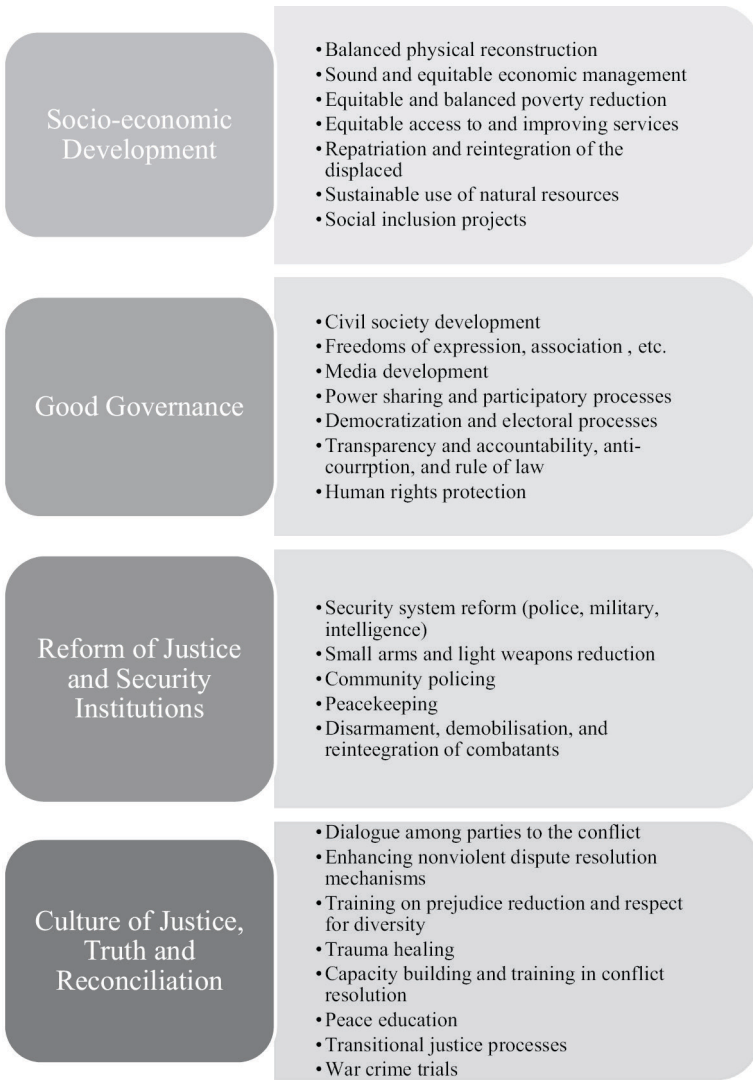 Socio-economic
Development
•Balanced physical reconstruction
•Sound and equitable economic management
•Equitable and balanced poverty reduction
•Equitable access to and improving services
•Repatriation and reintegration of the
displaced
•Sustainable use of natural resources
•Social inclusion projects
Good Governance
•Civil society development
•Freedoms of expression, association , etc.
•Media development
•Power sharing and participatory processes
•Democratization and electoral processes
•Transparency and accountability, anti-
courrption, and rule of law
•Human rights protection
Reform of Justice
and Security
Institutions
•Security system reform (police, military,
intelligence)
•Small arms and light weapons reduction
•Community policing
•Peacekeeping
•Disarmament, demobilisation, and
reinteegration of combatants
Culture of Justice,
Truth and
Reconciliation
•Dialogue among parties to the conflict
•Enhancing nonviolent dispute resolution
mechanisms
•Training on prejudice reduction and respect
for diversity
•Trauma healing
•Capacity building and training in conflict
resolution
•Peace education
•Transitional justice processes
•War crime trials